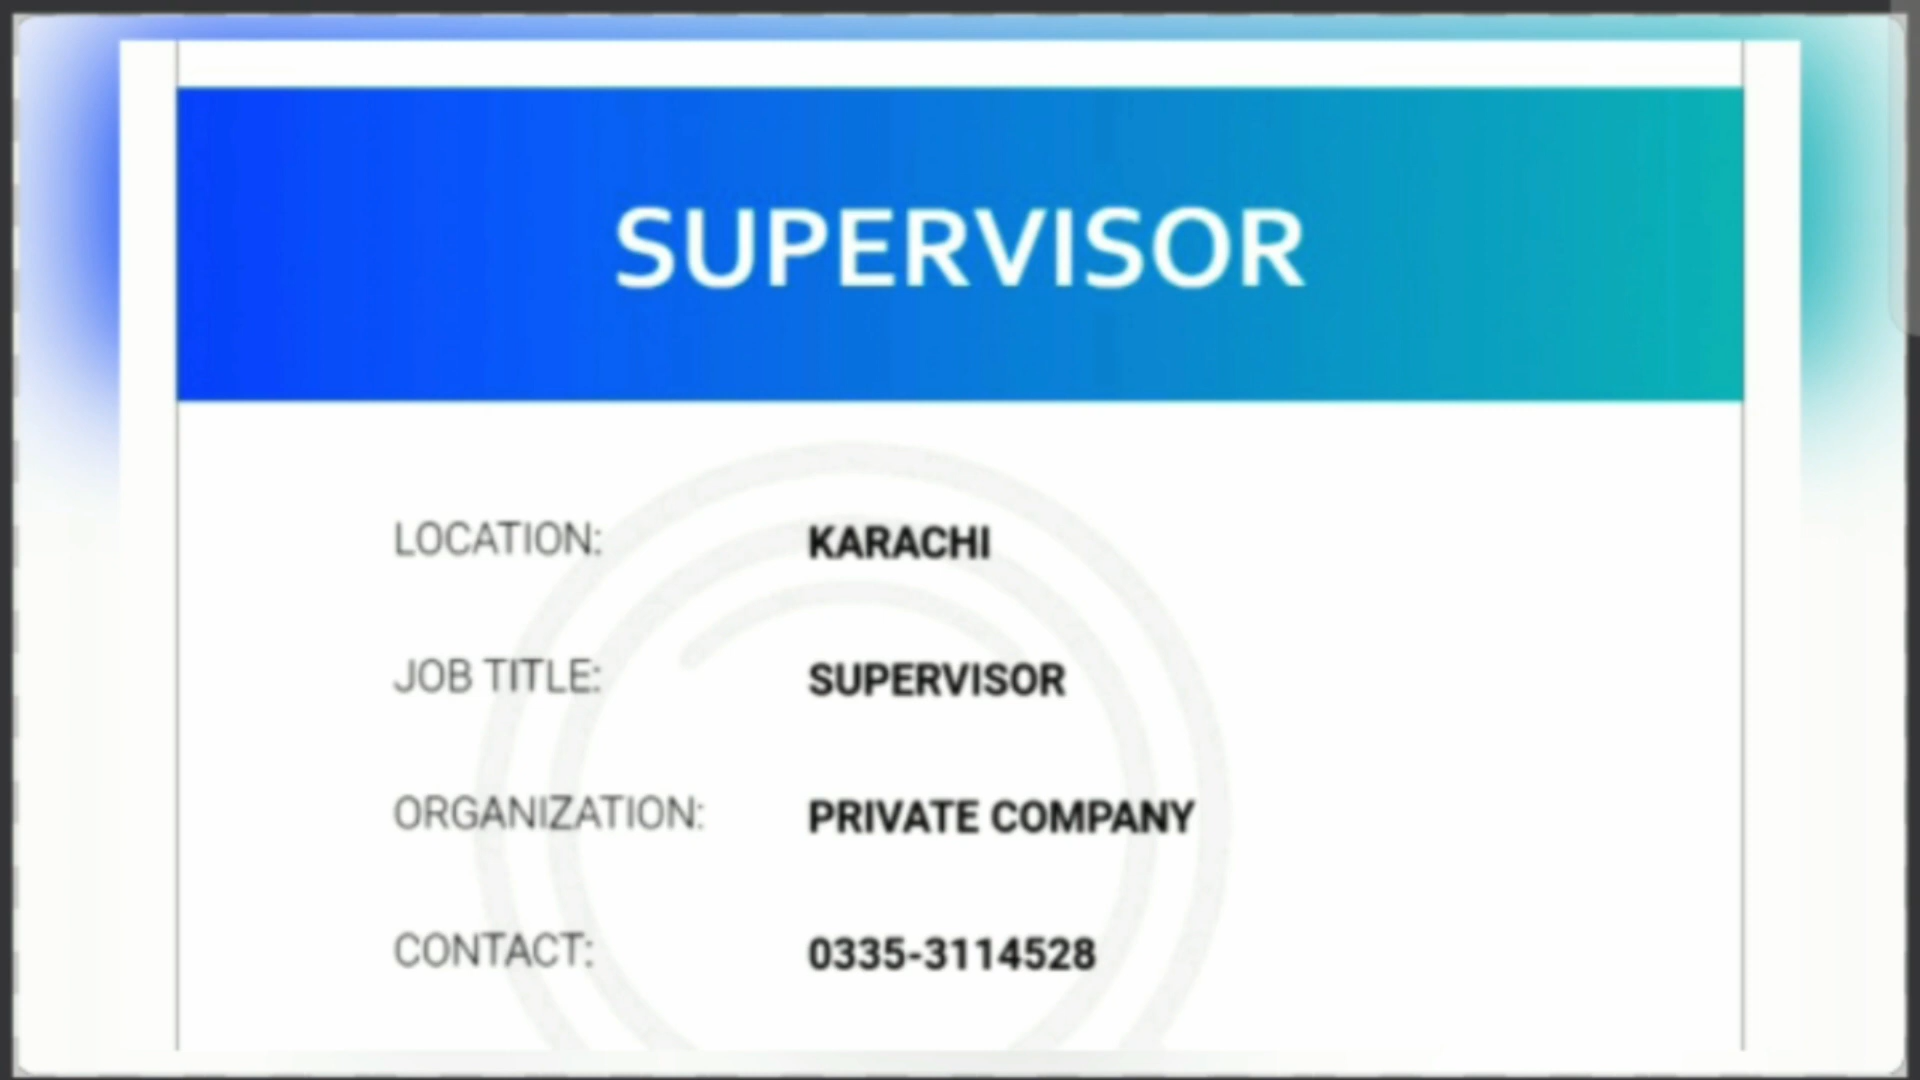 SUPERVISOR
LOCATION: KARACHI
JOB TITLE: SUPERVISOR
ORGANIZATION: PRIVATE COMPANY
CONTACT: 0335-3114528